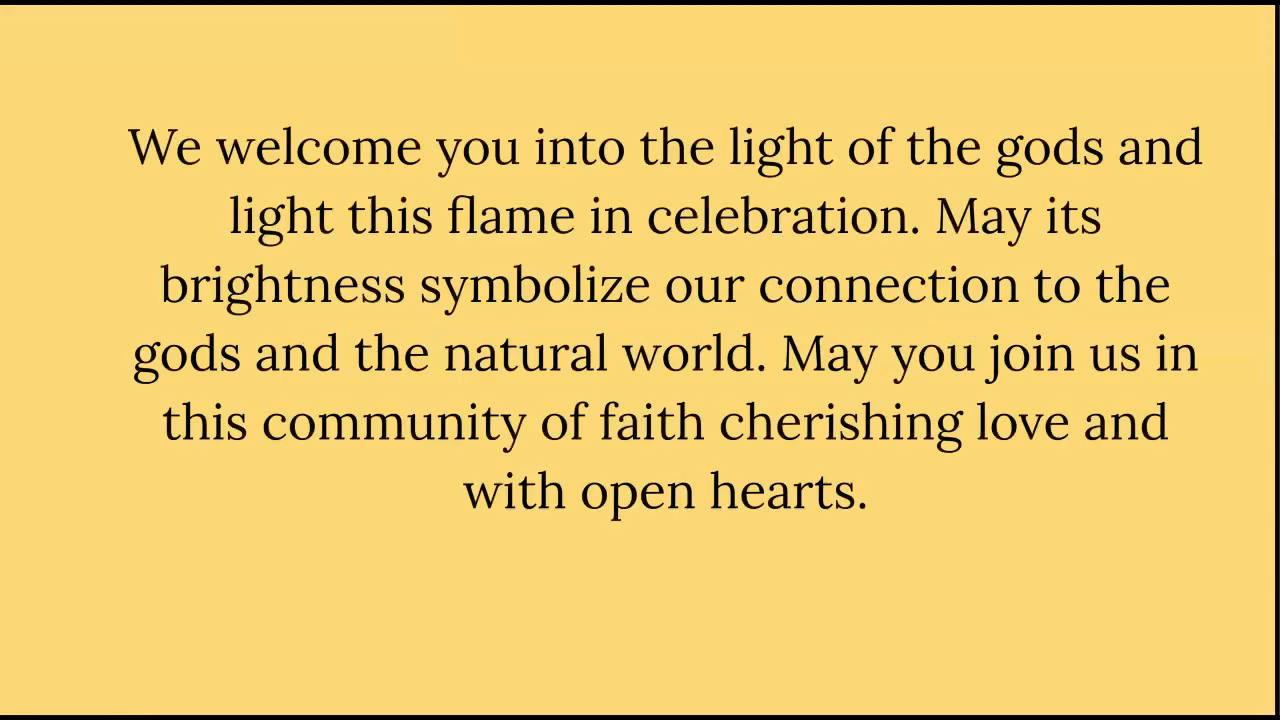 We welcome you into the light of the gods and
light this flame in celebration. May its
brightness symbolize our connection to the
gods and the natural world. May you join us in
this community of faith cherishing love and
with open hearts.